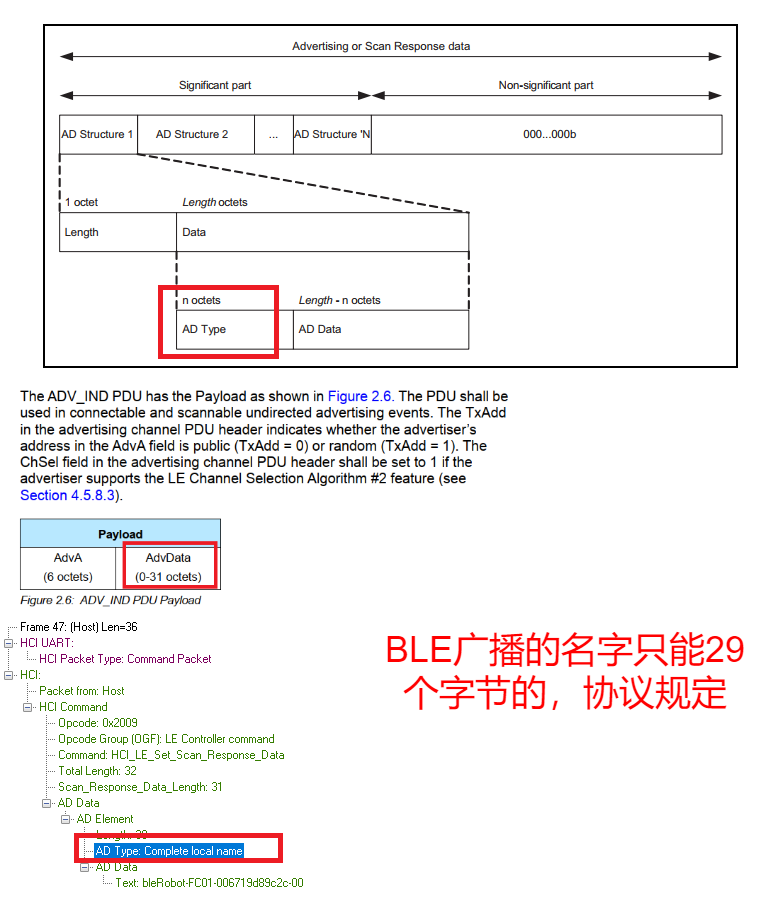 Advertising or Scan Response data
Significant part
Non-significant part
AD Structure 1
AD Structure 2
...
AD Structure 'N
000...000b
1 octet
Length octets
Length
Data
n octets
Length - n octets
AD Type
AD Data
The ADV_IND PDU has the Payload as shown in Figure 2.6. The PDU shall be
used in connectable and scannable undirected advertising events. The TxAdd
in the advertising channel PDU header indicates whether the advertiser's
address in the AdvA field is public (TxAdd = 0) or random (TxAdd = 1). The
ChSel field in the advertising channel PDU header shall be set to 1 if the
advertiser supports the LE Channel Selection Algorithm #2 feature (see
Section 4.5.8.3).
Payload
AdvA
(6 octets)
AdvData
(0-31 octets)
Figure 2.6: ADV_IND PDU Payload
Frame 47: (Host) Len=36
HCI UART:
HCI Packet Type: Command Packet
HCI:
Packet from: Host
HCI Command
Opcode: 0x2009
Opcode Group (OGF): LE Controller command
Command: HCI_LE_Set_Scan_Response_Data
Total Length: 32
Scan_Response_Data_Length: 31
AD Data
AD Element
Length: 30
AD Type: Complete local name
AD Data
Text: bleRobot-FC01-006719d89c2c-00
BLE广播的名字只能29
个字节的，协议规定